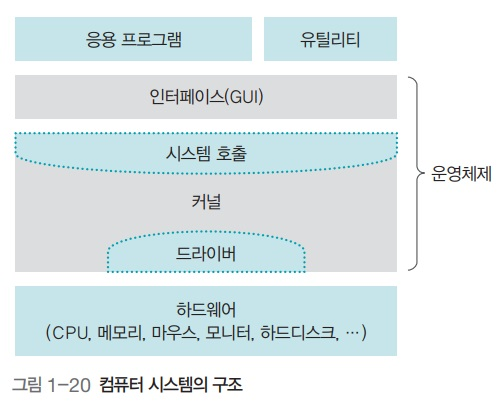 응용 프로그램
유틸리티
인터페이스(GUI)
시스템 호출
커널
드라이버
운영체제
하드웨어
(CPU, 메모리, 마우스, 모니터, 하드디스크, …)
그림 1-20 컴퓨터 시스템의 구조